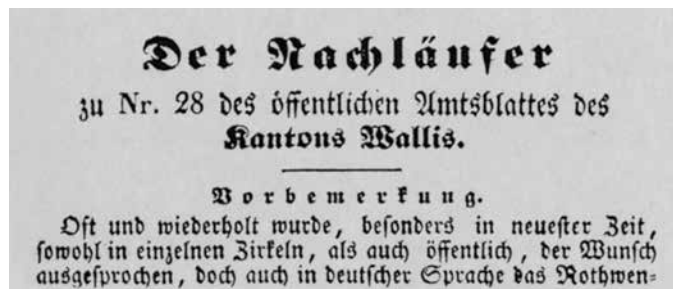 Der Nachläufer
zu Nr. 28 des öffentlichen Amtsblattes des
Kantons Wallis.
Vorbemerkung.
Oft und wiederholt wurde, besonders in neuester Zeit,
sowohl in einzelnen Zirkeln, als auch öffentlich, der Wunsch
ausgesprochen, doch auch in deutscher Sprache das Rothwen-